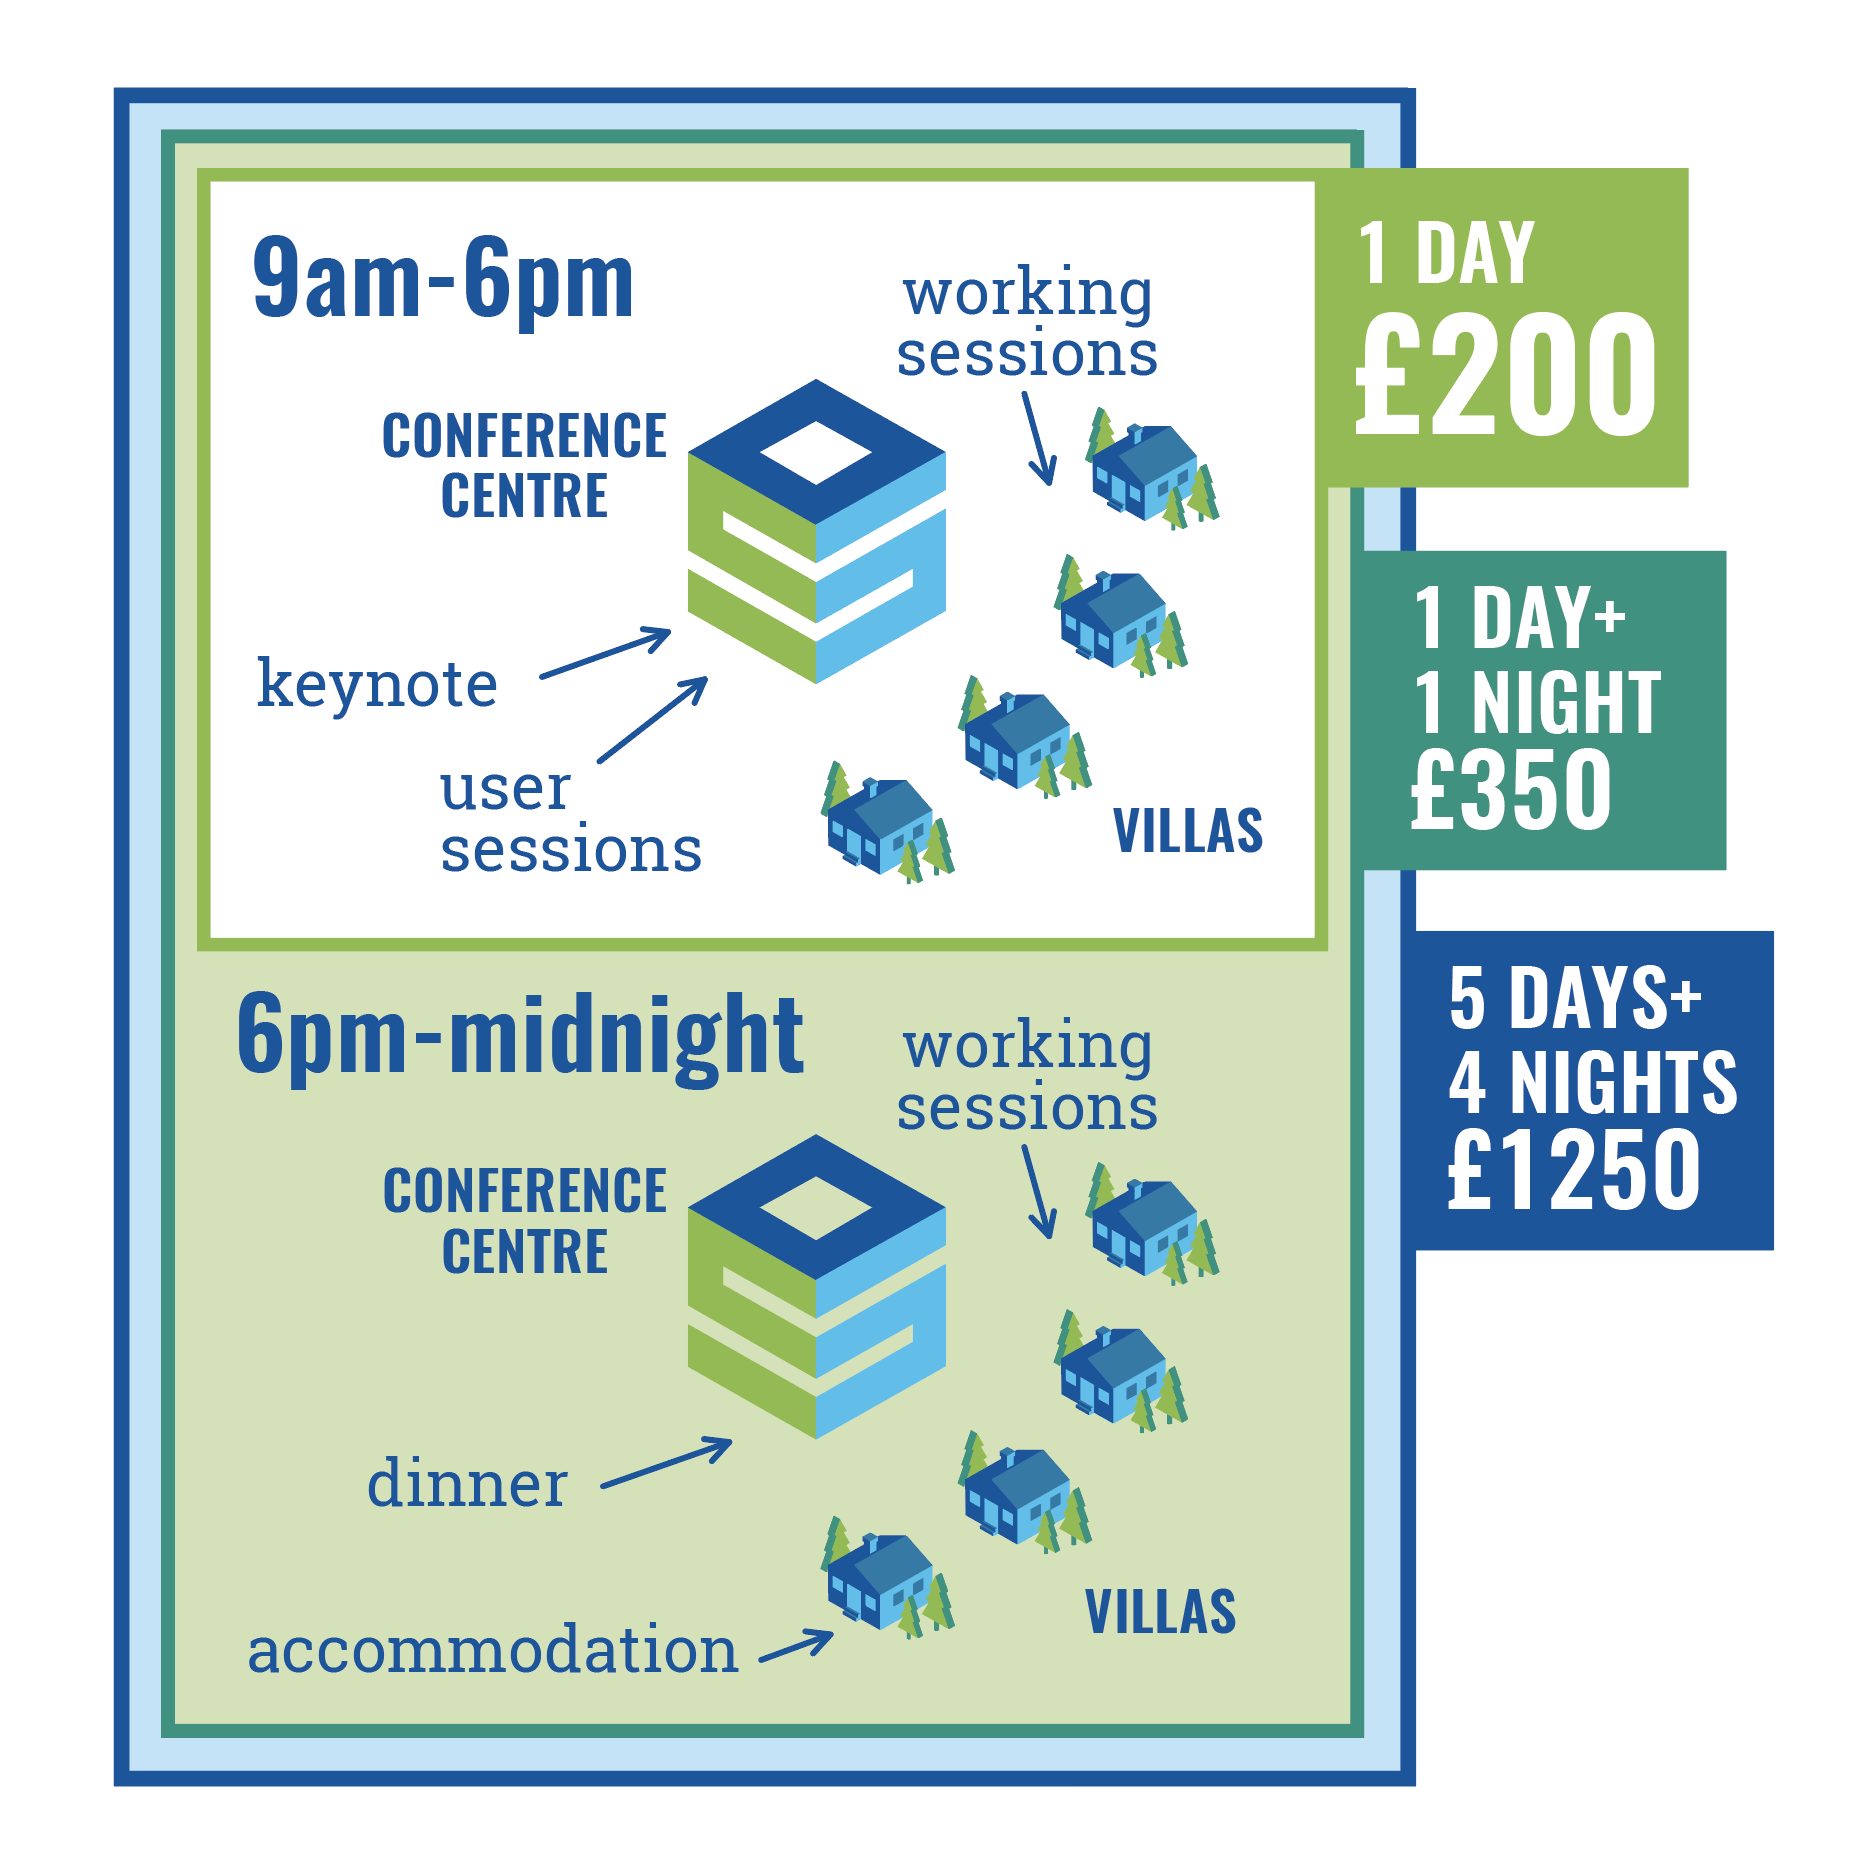 9am-6pm
working
sessions
CONFERENCE
CENTRE
keynote
user
sessions
VILLAS
6pm-midnight
working
sessions
CONFERENCE
CENTRE
dinner
accommodation
VILLAS
1 DAY
£200
1 DAY+
1 NIGHT
£350
5 DAYS+
4 NIGHTS
£1250